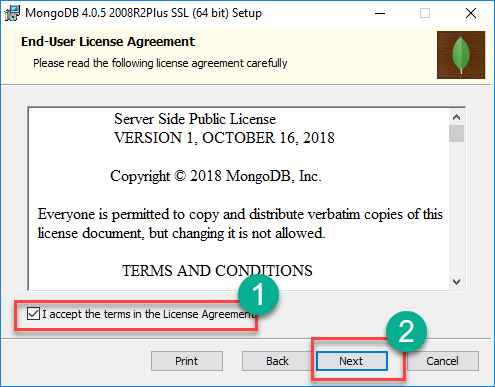 MongoDB 4.0.5 2008R2Plus SSL (64 bit) Setup
End-User License Agreement
Please read the following license agreement carefully
Server Side Public License
VERSION 1, OCTOBER 16, 2018
Copyright © 2018 MongoDB, Inc.
Everyone is permitted to copy and distribute verbatim copies of this
license document, but changing it is not allowed.
TERMS AND CONDITIONS
1
I accept the terms in the License Agreement
2
Print
Back
Next
Cancel